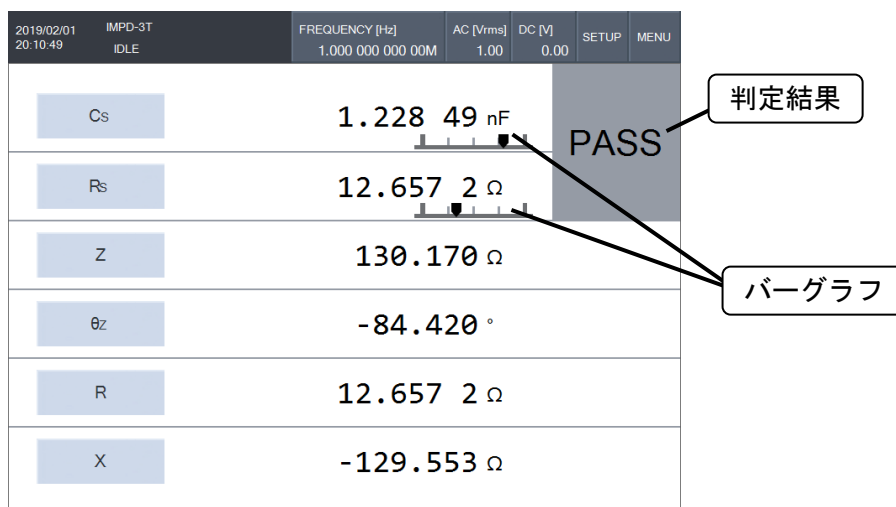 2019/02/01 IMPD-3T FREQUENCY [Hz] AC [Vrms] DC [V] SETUP MENU
20:10:49 IDLE 1.000 000 000 00M 1.00 0.00
Cs 1.228 49 nF
PASS
判定結果
Rs 12.657 2 Ω
Z 130.170 Ω
バーグラフ
θz -84.420 °
R 12.657 2 Ω
X -129.553 Ω